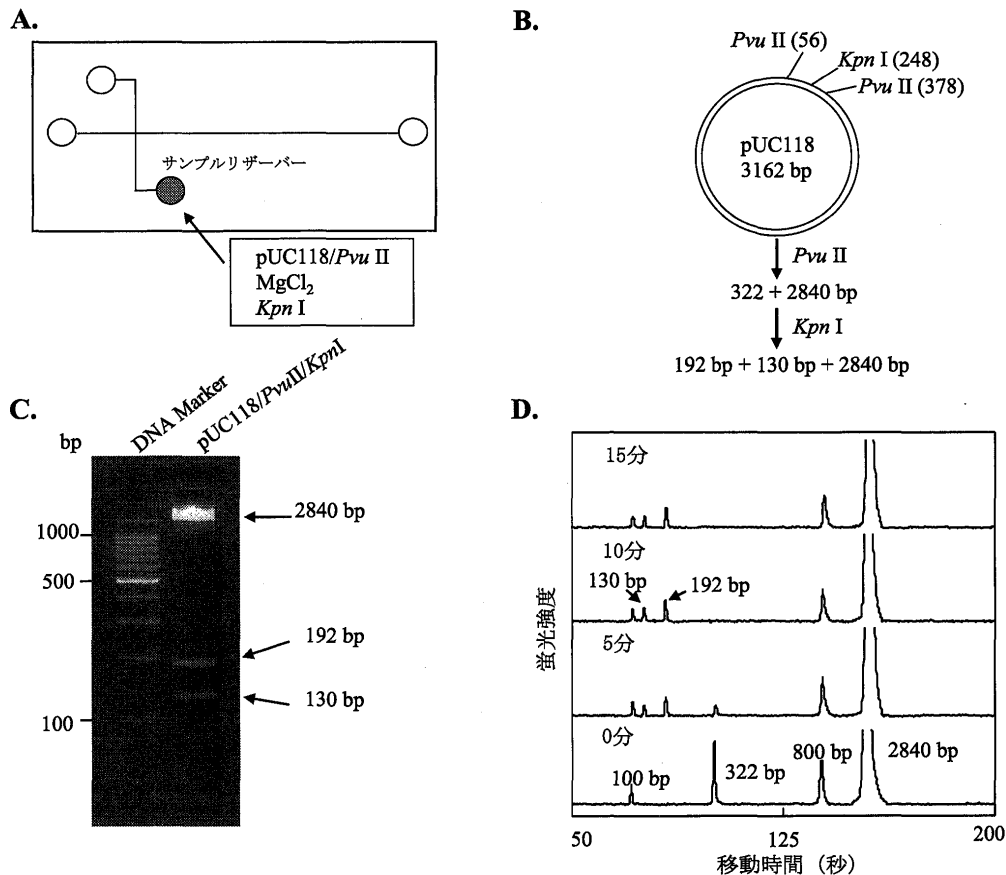 A.
サンプルリザーバー
pUC118/Pvu II
MgCl2
Kpn I
B.
Pvu II (56)
Kpn I (248)
Pvu II (378)
pUC118
3162 bp
Pvu II
322 + 2840 bp
Kpn I
192 bp + 130 bp + 2840 bp
C.
bp
DNA Marker
pUC118/PvuII/KpnI
1000
500
100
2840 bp
192 bp
130 bp
D.
蛍光強度
15分
10分
130 bp
192 bp
5分
0分
100 bp
322 bp
800 bp
2840 bp
50
125
200
移動時間 (秒)